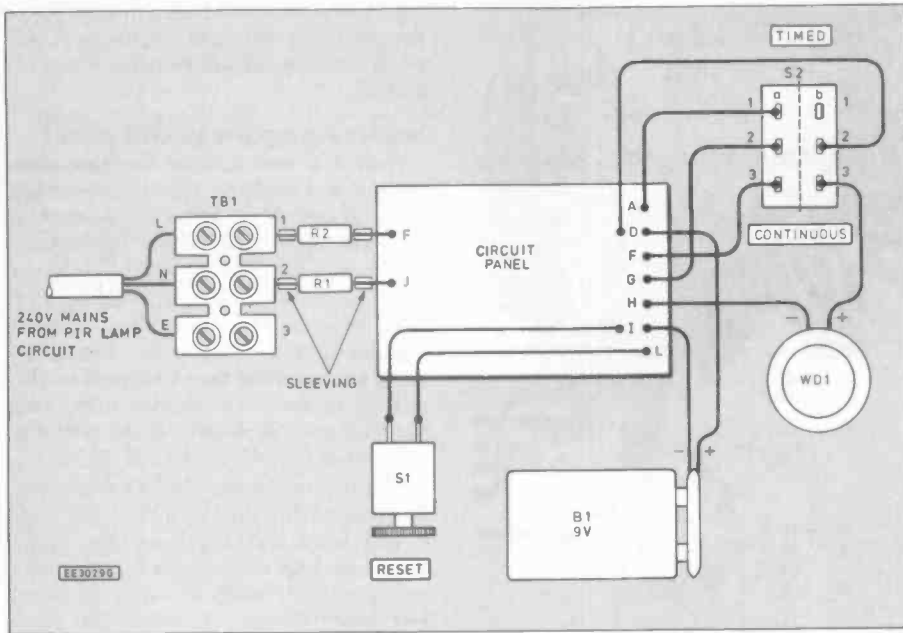 TIMED
S2
a b
1 1
2 2
3 3
CONTINUOUS
TB1
L 1 R2 F
N 2 R1 J
E 3
240V MAINS
FROM PIR LAMP
CIRCUIT
SLEEVING
CIRCUIT
PANEL
A
D
F
G
H
I
L
- +
WD1
S1
RESET
- +
B1
9V
EE3029G